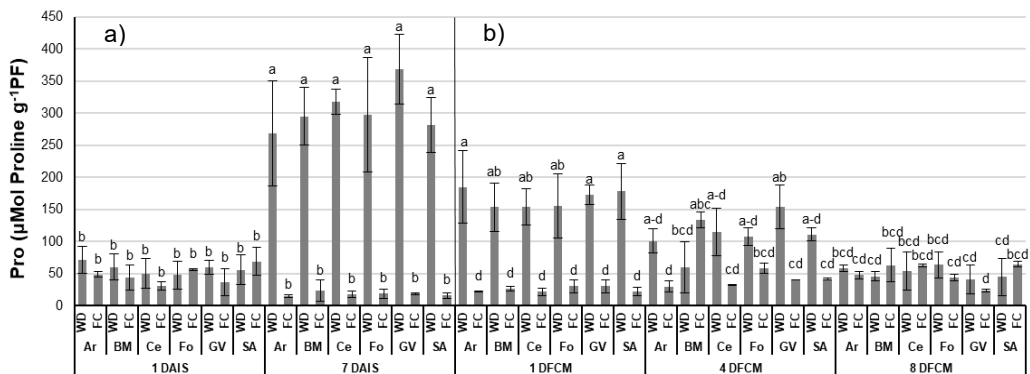 Pro (µMol Proline g⁻¹PF)
450
400
350
300
250
200
150
100
50
0
a) b)
b b b b b b b b b b b b a b a b a b a b a b a b a d ab d ab d ab d a d a d a-d d bcd abc a-d cd a-d bcd ab cd a-d cd bcd cd bcd bcd bcd cd bcd cd cd d cd bcd
WD FC WD FC WD FC WD FC WD FC WD FC WD FC WD FC WD FC WD FC WD FC WD FC WD FC WD FC WD FC WD FC WD FC WD FC WD FC WD FC WD FC WD FC WD FC WD FC WD FC WD FC WD FC WD FC WD FC WD FC
Ar BM Ce Fo GV SA Ar BM Ce Fo GV SA Ar BM Ce Fo GV SA Ar BM Ce Fo GV SA Ar BM Ce Fo GV SA
1 DAIS 7 DAIS 1 DFCM 4 DFCM 8 DFCM